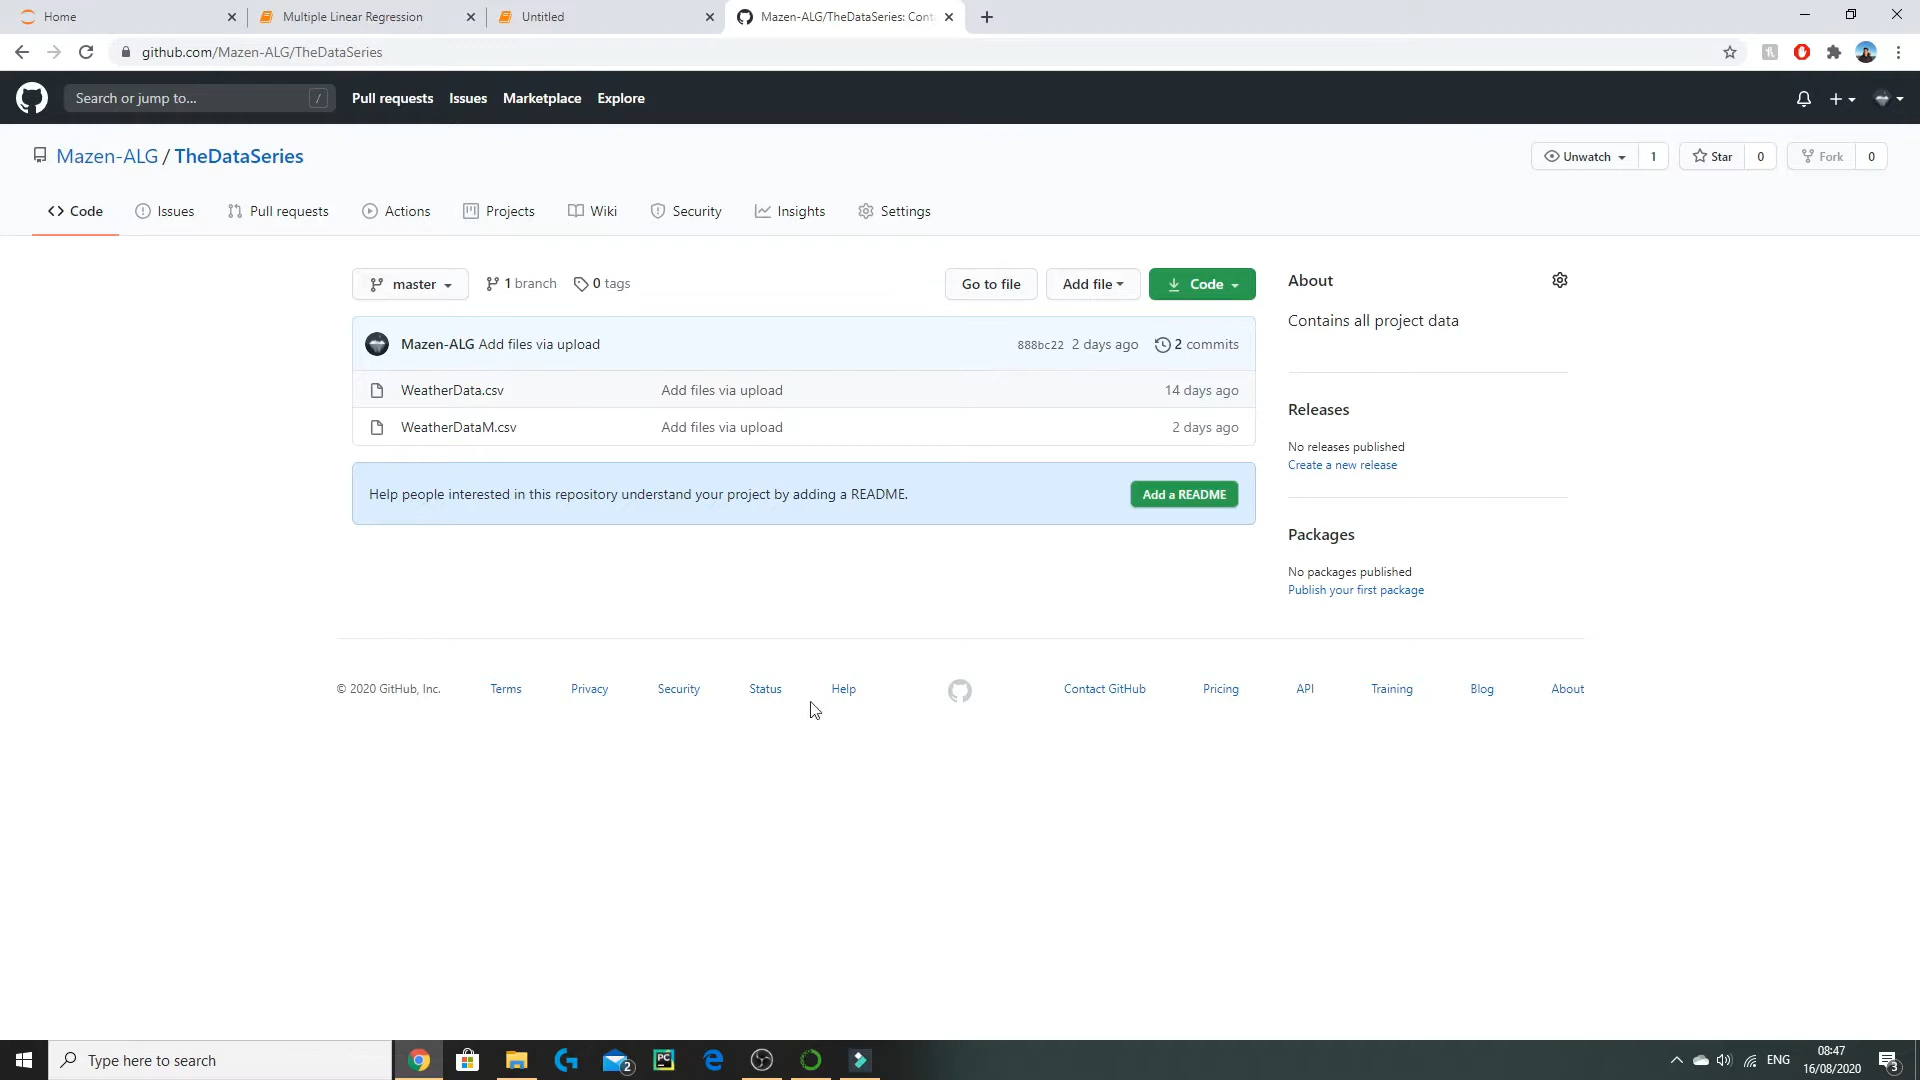 Home
Multiple Linear Regression
Untitled
Mazen-ALG/TheDataSeries: Cont
github.com/Mazen-ALG/TheDataSeries
Search or jump to... /
Pull requests Issues Marketplace Explore
Mazen-ALG / TheDataSeries
Unwatch 1 Star 0 Fork 0
Code Issues Pull requests Actions Projects Wiki Security Insights Settings
master 1 branch 0 tags Go to file Add file Code
About
Contains all project data
Mazen-ALG Add files via upload 888bc22 2 days ago 2 commits
WeatherData.csv Add files via upload 14 days ago
WeatherDataM.csv Add files via upload 2 days ago
Releases
No releases published
Create a new release
Help people interested in this repository understand your project by adding a README. Add a README
Packages
No packages published
Publish your first package
© 2020 GitHub, Inc. Terms Privacy Security Status Help Contact GitHub Pricing API Training Blog About
Type here to search
PC
2
ENG
08:47
16/08/2020
3